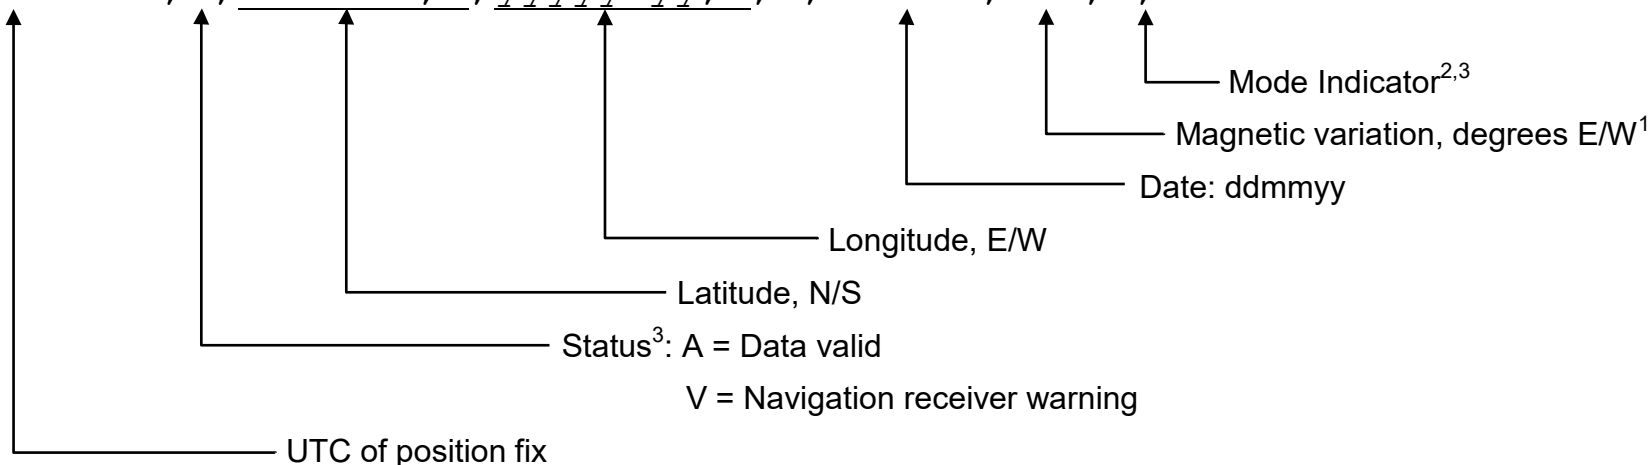 Mode Indicator2,3
Magnetic variation, degrees E/W1
Date: ddmmyy
Longitude, E/W
Latitude, N/S
Status3: A = Data valid
V = Navigation receiver warning
UTC of position fix